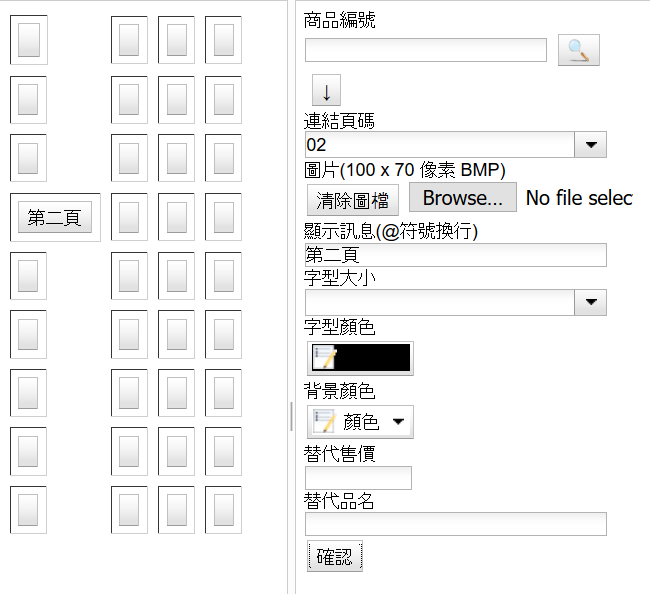 第二頁
商品編號
↓
連結頁碼
02
圖片(100 x 70 像素 BMP)
清除圖檔 Browse... No file selec
顯示訊息(@符號換行)
第二頁
字型大小
字型顏色
背景顏色
顏色
替代售價
替代品名
確認